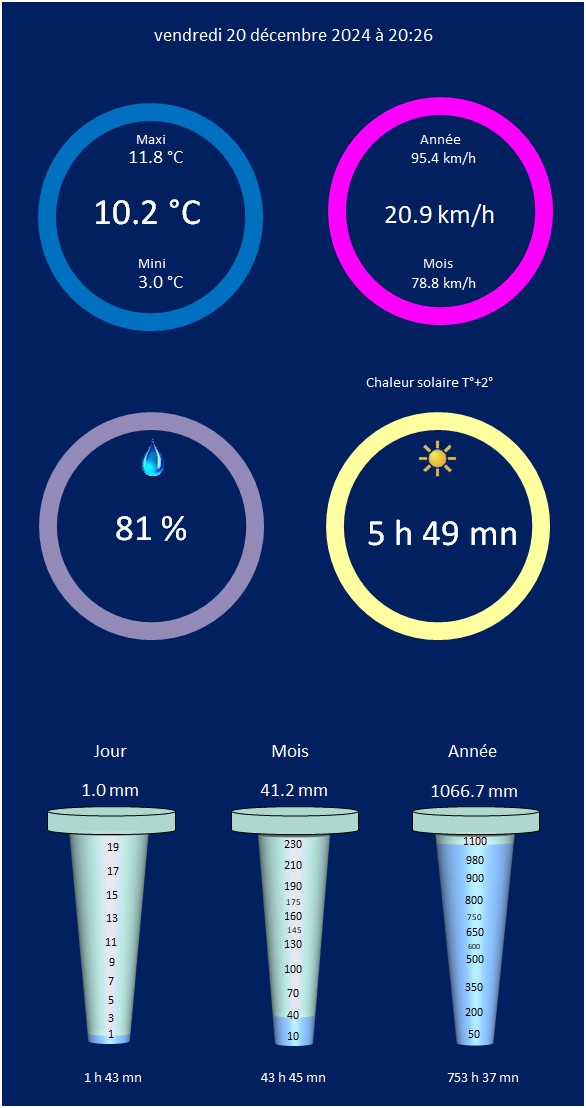 vendredi 20 décembre 2024 à 20:26
Maxi
11.8 °C
10.2 °C
Mini
3.0 °C
Année
95.4 km/h
20.9 km/h
Mois
78.8 km/h
Chaleur solaire T°+2°
81 %
5 h 49 mn
Jour
1.0 mm
19
17
15
13
11
9
7
5
3
1
1 h 43 mn
Mois
41.2 mm
230
210
190
175
160
145
130
100
70
40
10
43 h 45 mn
Année
1066.7 mm
1100
980
900
800
750
650
600
500
350
200
50
753 h 37 mn